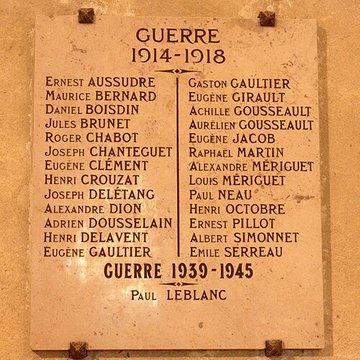 GUERRE
1914-1918
ERNEST AUSSUDRE
MAURICE BERNARD
DANIEL BOISDIN
JULES BRUNET
ROGER CHABOT
JOSEPH CHANTEGUET
EUGÈNE CLÉMENT
HENRI CROUZAT
JOSEPH DELÉTANG
ALEXANDRE DION
ADRIEN DOUSSELAIN
HENRI DELAVENT
EUGÈNE GAULTIER
GASTON GAULTIER
EUGÈNE GIRAULT
ACHILLE GOUSSEAULT
AURÉLIEN GOUSSEAULT
EUGÈNE JACOB
RAPHAËL MARTIN
ALEXANDRE MÉRIGUET
LOUIS MÉRIGUET
PAUL NEAU
HENRI OCTOBRE
ERNEST PILLOT
ALBERT SIMONNET
EMILE SERREAU
GUERRE 1939-1945
PAUL LEBLANC